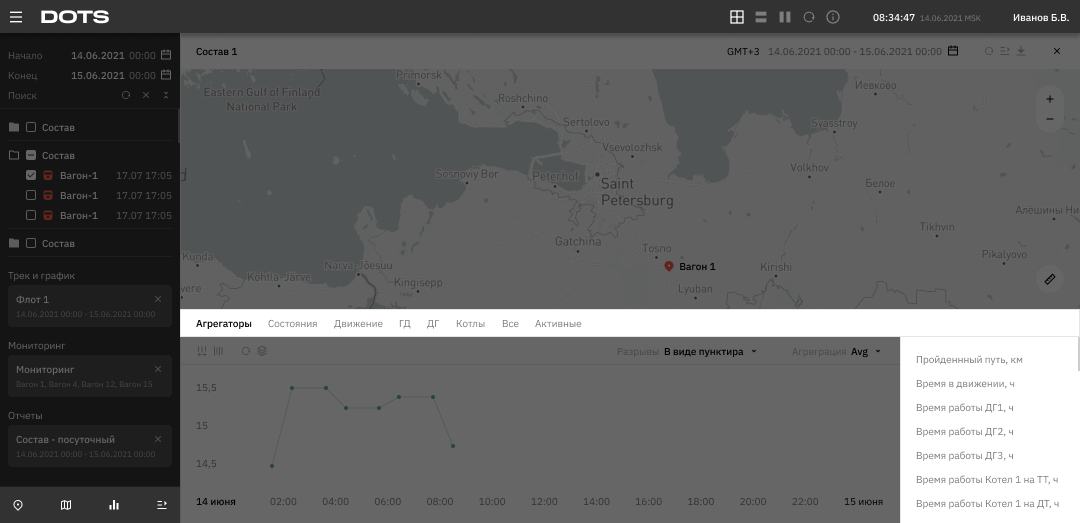 DOTS
08:34:47 14.06.2021 MSK
Иванов Б.В.
Начало 14.06.2021 00:00
Конец 15.06.2021 00:00
Поиск
Состав
Состав
Вагон-1 17.07 17:05
Вагон-1 17.07 17:05
Вагон-1 17.07 17:05
Состав
Трек и график
Флот 1
14.06.2021 00:00 - 15.06.2021 00:00
Мониторинг
Мониторинг
Вагон 1, Вагон 4, Вагон 12, Вагон 15
Отчеты
Состав - посуточный
14.06.2021 00:00 - 15.06.2021 00:00
Состав 1
GMT+3 14.06.2021 00:00 - 15.06.2021 00:00
Primorsk
Eastern Gulf of Finland
National Park
Roshchino
Иевково
Sertolovo
Syasstroy
Vsevolozhsk
Sosnoviy Bor
Peterhof
Volkhov
Saint
Petersburg
Белое
Алёшины Ни
Tikhvin
Gatchina
Tosno
Pikalyovo
Kunda
Narva-Jõesuu
Вагон 1
Kirishi
Kohtla-Järve
Kingisepp
vere
Lyuban
Агрегаторы Состояния Движение ГД ДГ Котлы Все Активные
Разрывы В виде пунктира
Агригация Avg
15,5
15
14,5
14 июня 02:00 04:00 06:00 08:00 10:00 12:00 14:00 16:00 18:00 20:00 22:00 15 июня
Пройденнный путь, км
Время в движении, ч
Время работы ДГ1, ч
Время работы ДГ2, ч
Время работы ДГ3, ч
Время работы Котел 1 на ТТ, ч
Время работы Котел 1 на ДТ, ч